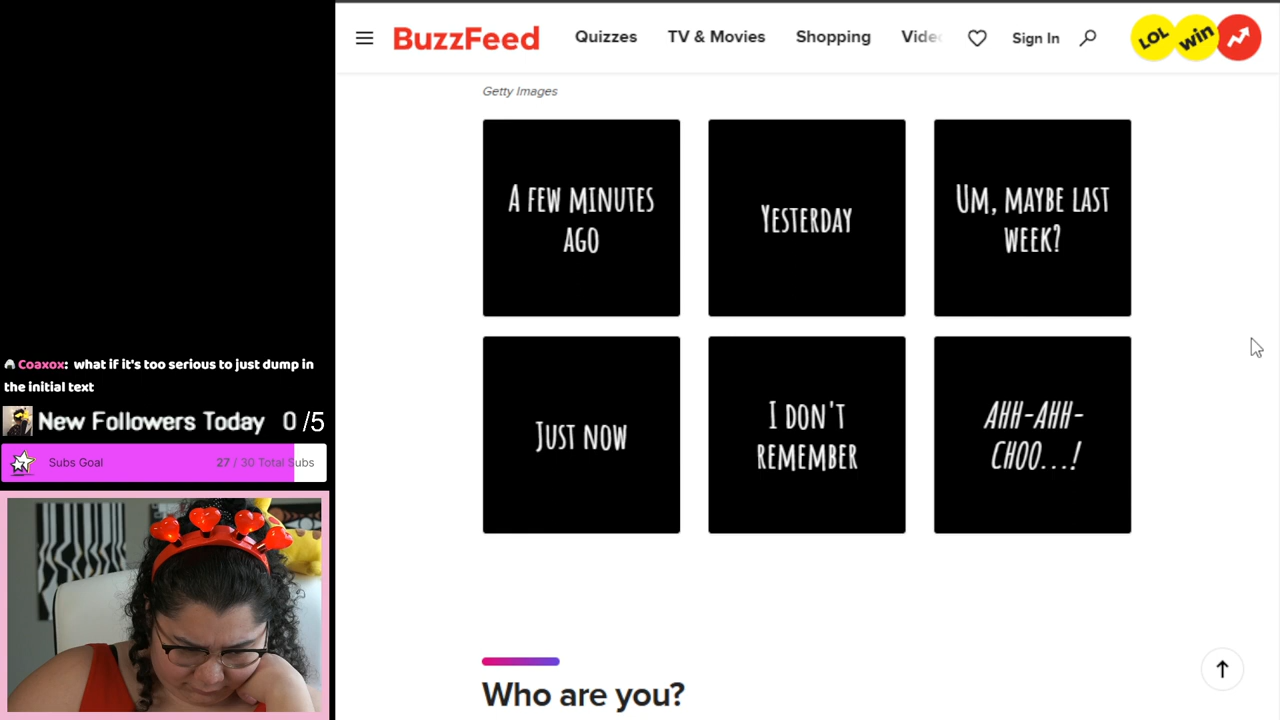 BuzzFeed
Quizzes
TV & Movies
Shopping
Video
Sign In
LOL
win
Getty Images
A FEW MINUTES
AGO
YESTERDAY
UM, MAYBE LAST
WEEK?
JUST NOW
I DON'T
REMEMBER
AHH-AHH-
CHOO...!
Who are you?
Coaxox: what if it's too serious to just dump in
the initial text
New Followers Today 0 /5
Subs Goal 27 / 30 Total Subs